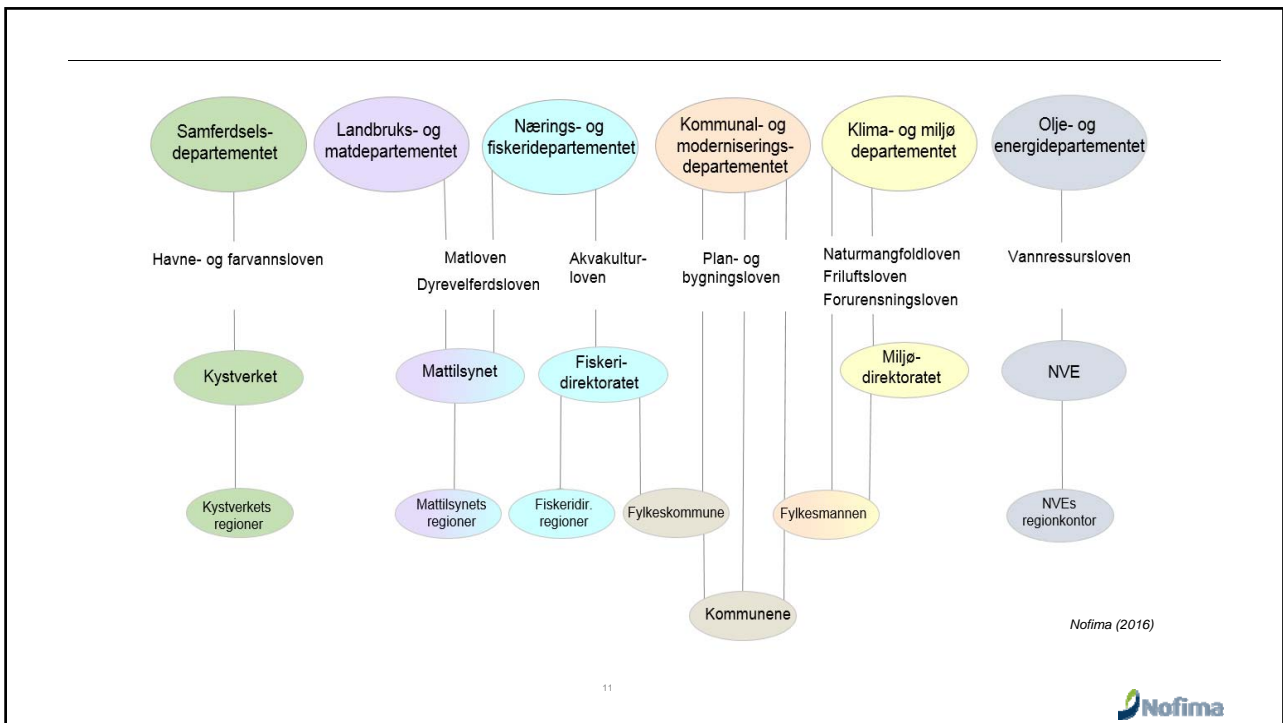 Samferdsels-
departementet
Landbruks- og
matdepartementet
Nærings- og
fiskeridepartementet
Kommunal- og
moderniserings-
departementet
Klima- og miljø
departementet
Olje- og
energidepartementet
Havne- og farvannsloven
Matloven
Dyrevelferdsloven
Akvakultur-
loven
Plan- og
bygningsloven
Naturmangfoldloven
Friluftsloven
Forurensningsloven
Vannressursloven
Kystverket
Mattilsynet
Fiskeri-
direktoratet
Miljø-
direktoratet
NVE
Kystverkets
regioner
Mattilsynets
regioner
Fiskeridir.
regioner
Fylkeskommune
Fylkesmannen
NVEs
regionkontor
Kommunene
Nofima (2016)
11
Nofima